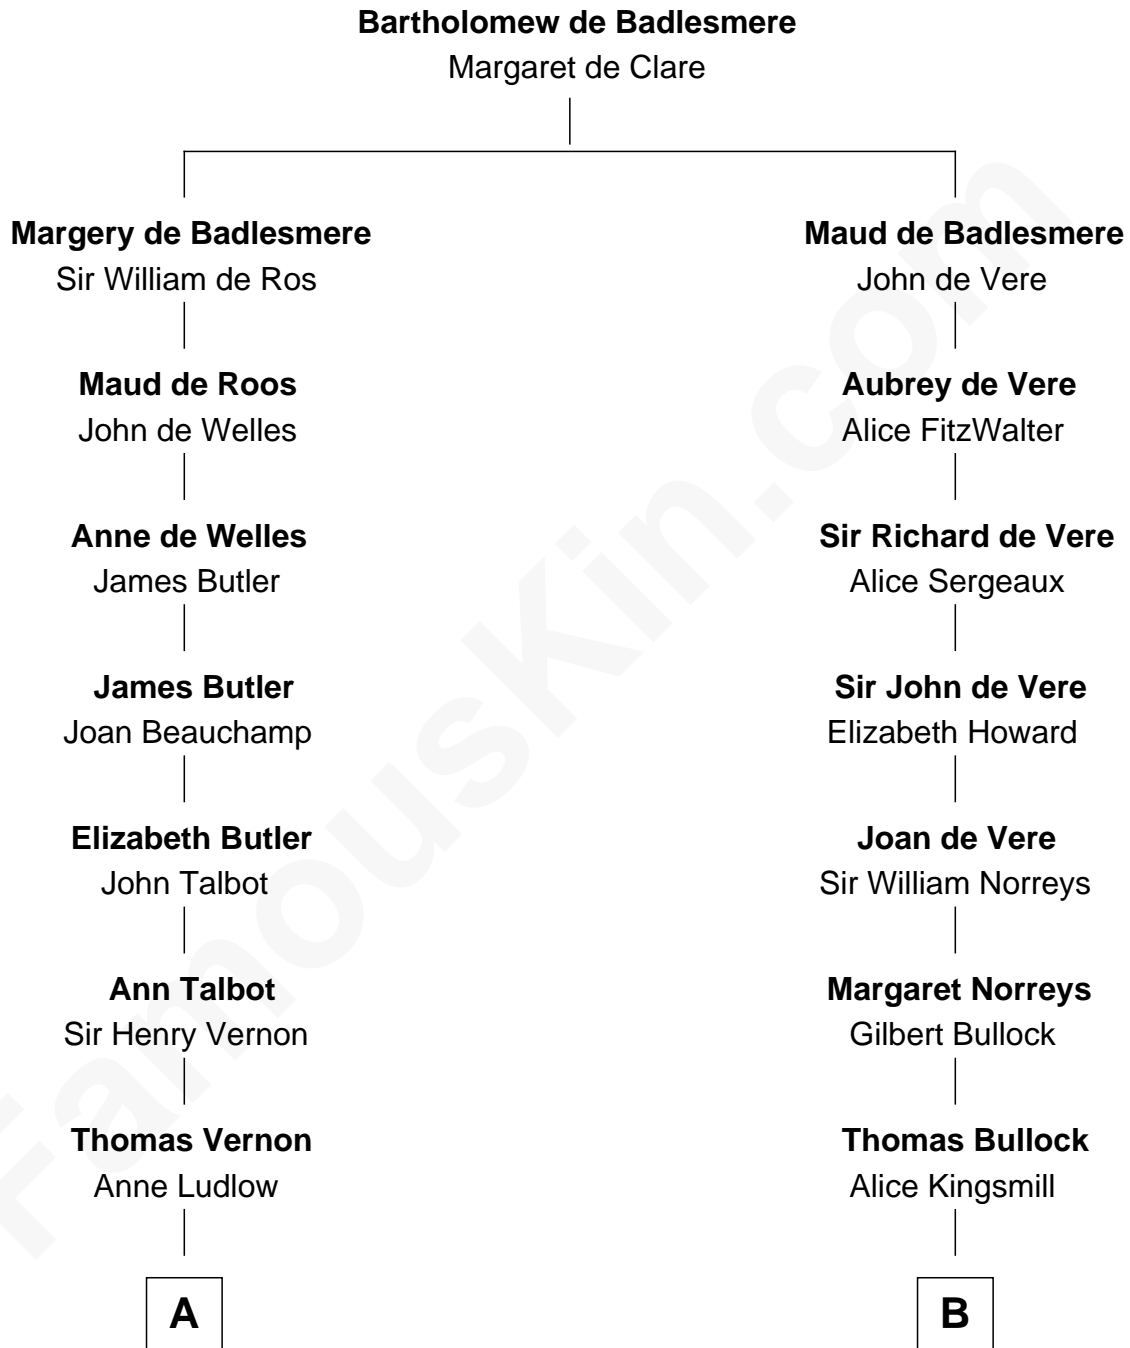 Bartholomew de Badlesmere
Margaret de Clare
Margery de Badlesmere
Sir William de Ros
Maud de Badlesmere
John de Vere
Maud de Roos
John de Welles
Aubrey de Vere
Alice FitzWalter
Anne de Welles
James Butler
Sir Richard de Vere
Alice Sergeaux
James Butler
Joan Beauchamp
Sir John de Vere
Elizabeth Howard
Elizabeth Butler
John Talbot
Joan de Vere
Sir William Norreys
Ann Talbot
Sir Henry Vernon
Margaret Norreys
Gilbert Bullock
Thomas Vernon
Anne Ludlow
Thomas Bullock
Alice Kingsmill
A
B
FamousKin.com